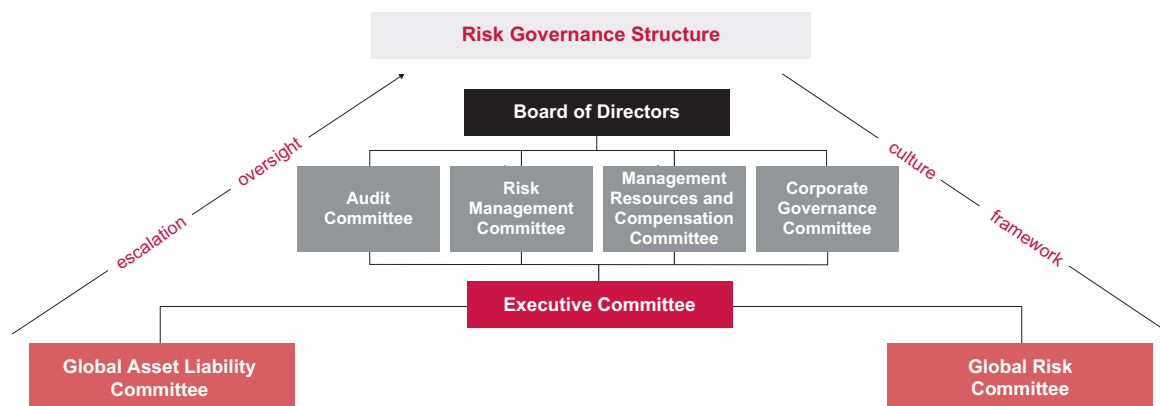 Risk Governance Structure
Board of Directors
oversight
escalation
culture
framework
Audit
Committee
Risk
Management
Committee
Management
Resources and
Compensation
Committee
Corporate
Governance
Committee
Executive Committee
Global Asset Liability
Committee
Global Risk
Committee